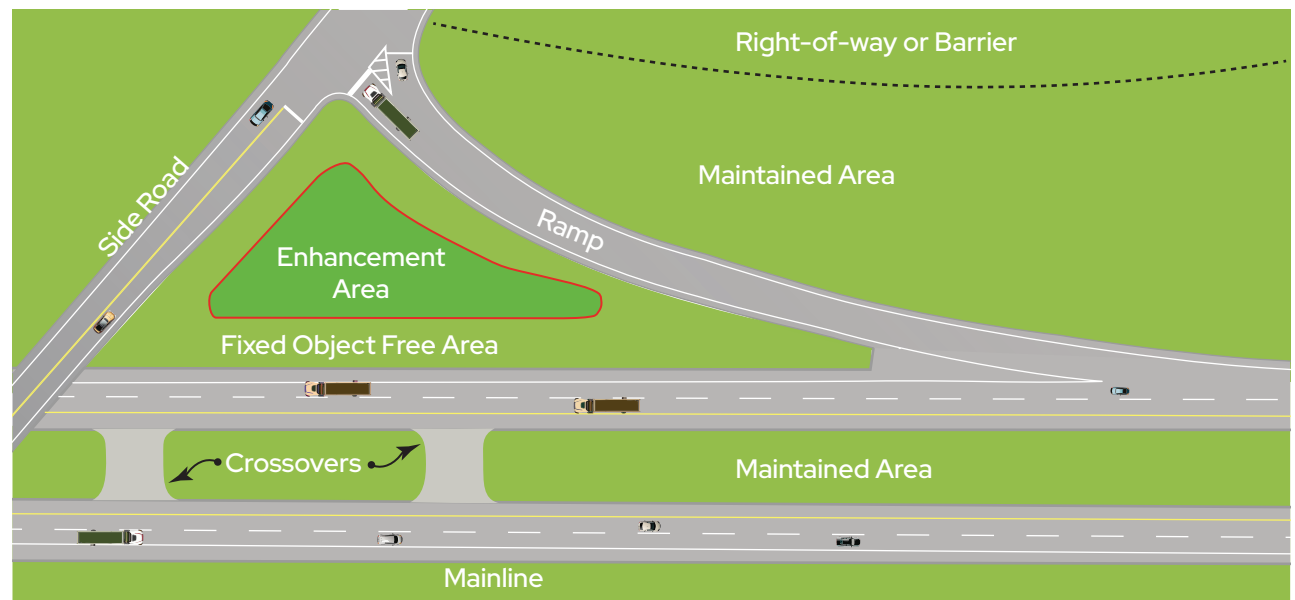 Right-of-way or Barrier
Maintained Area
Side Road
Ramp
Enhancement
Area
Fixed Object Free Area
Crossovers
Maintained Area
Mainline